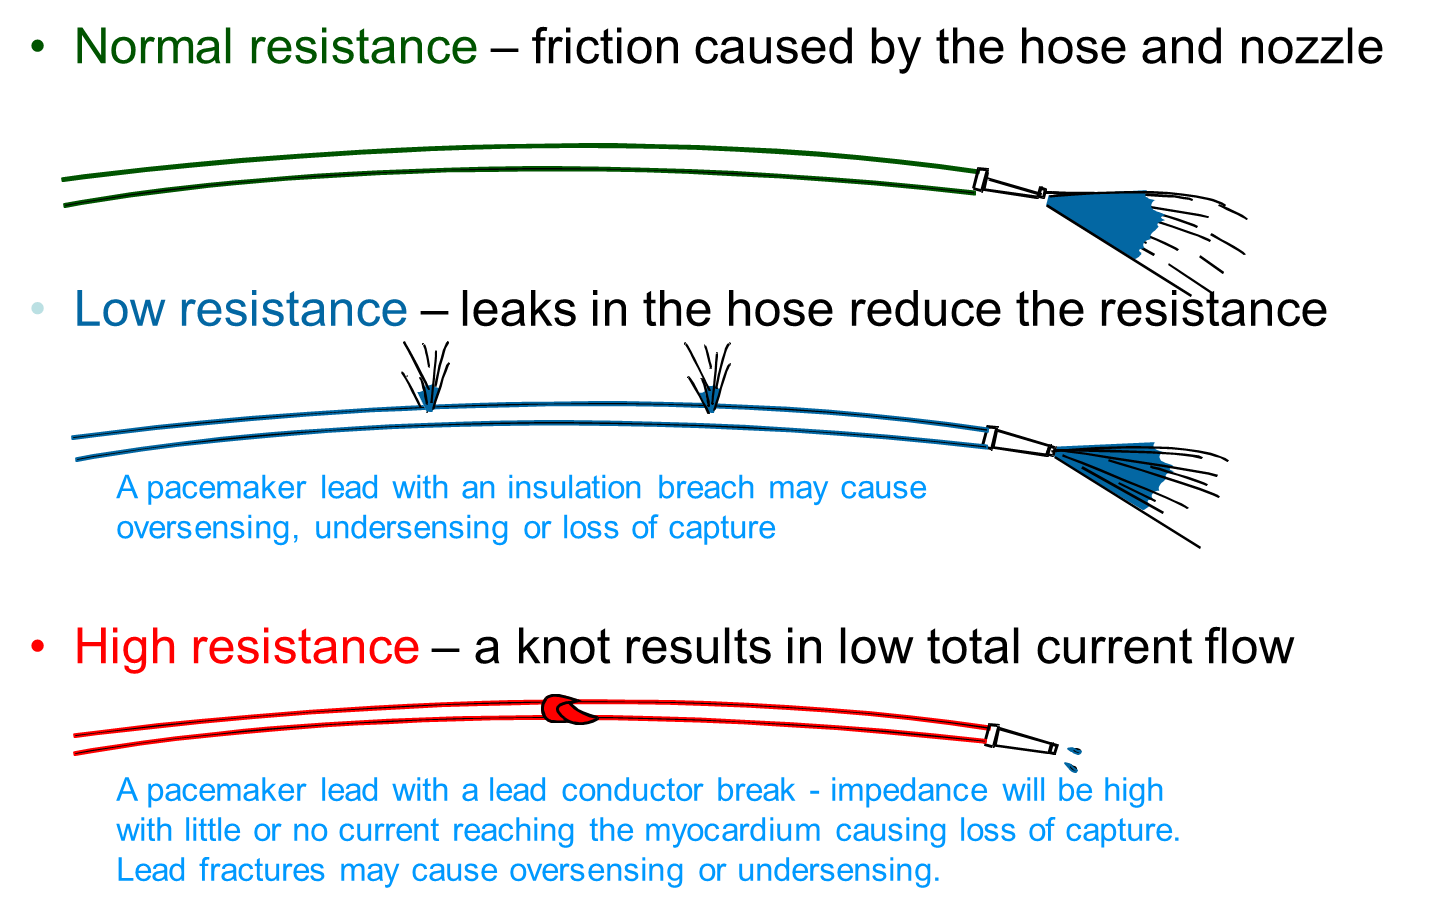 • Normal resistance – friction caused by the hose and nozzle
• Low resistance – leaks in the hose reduce the resistance
A pacemaker lead with an insulation breach may cause
oversensing, undersensing or loss of capture
• High resistance – a knot results in low total current flow
A pacemaker lead with a lead conductor break - impedance will be high
with little or no current reaching the myocardium causing loss of capture.
Lead fractures may cause oversensing or undersensing.